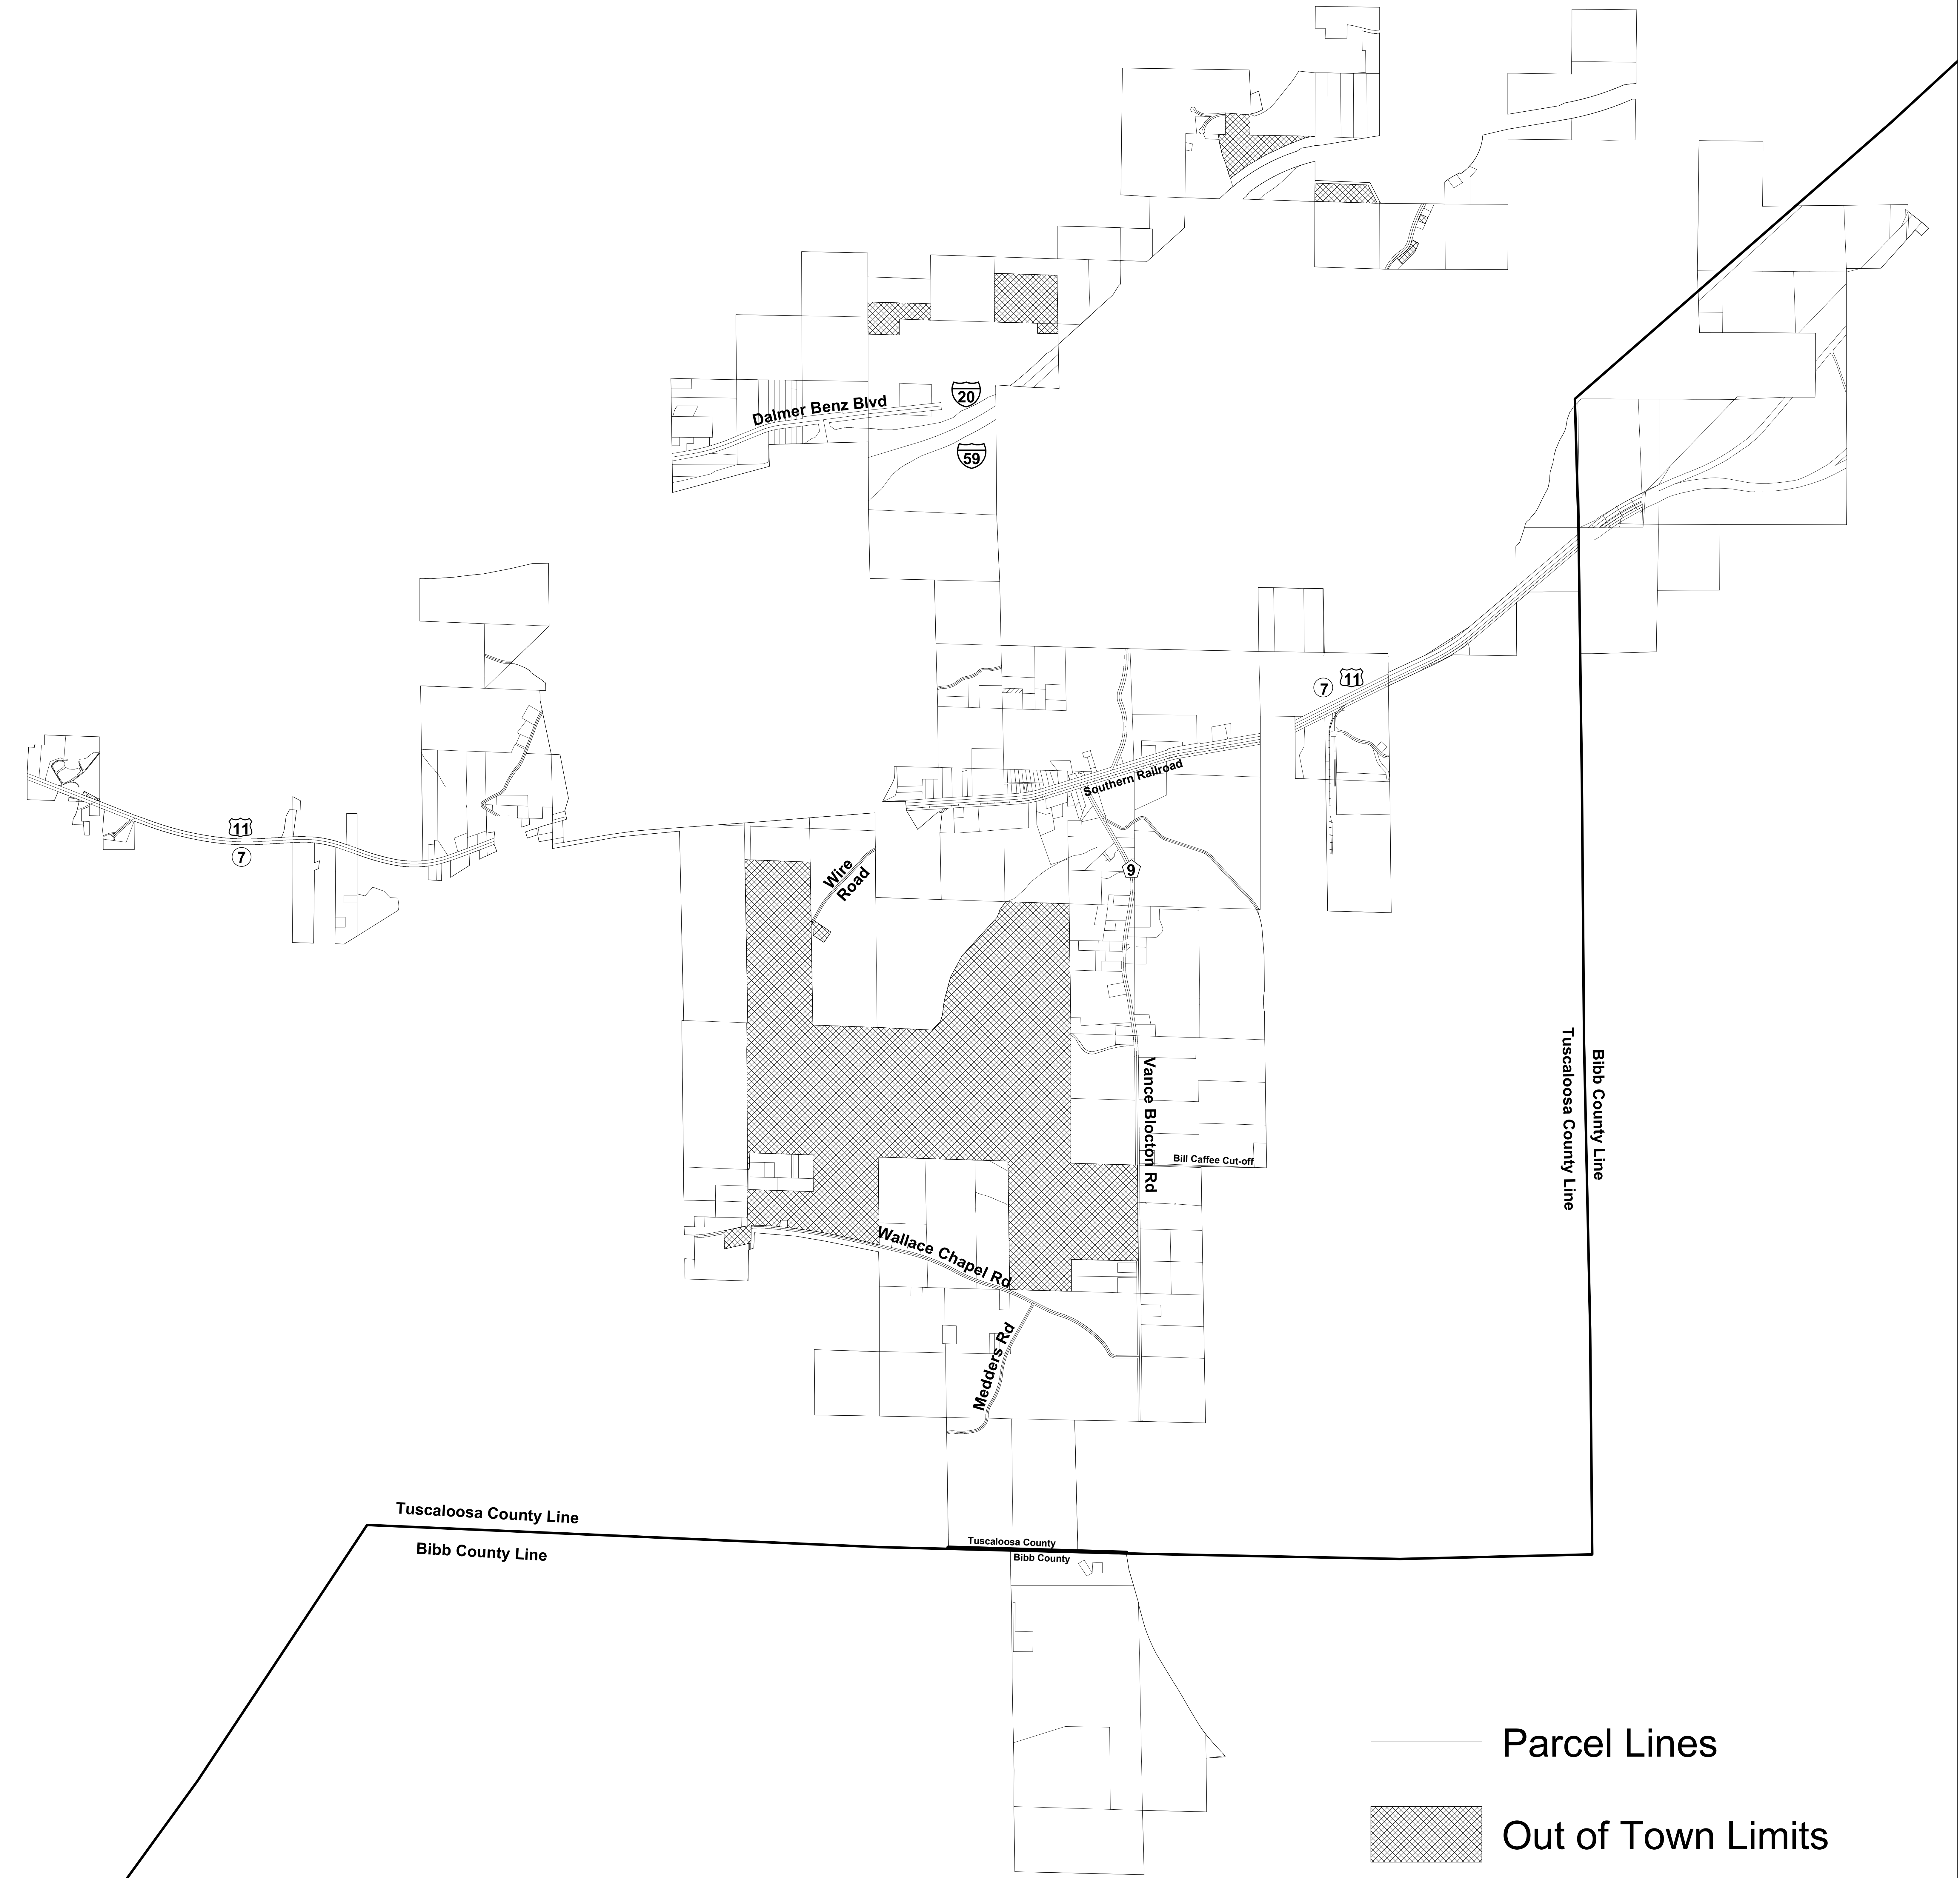 20
Dalmer Benz Blvd
59
7
11
Southern Railroad
11
7
Wire
Road
9
Vance Blocton Rd
Tuscaloosa County Line
Bibb County Line
Bill Caffee Cut-off
Wallace Chapel Rd
Medders Rd
Tuscaloosa County Line
Bibb County Line
Tuscaloosa County
Bibb County
Parcel Lines
Out of Town Limits